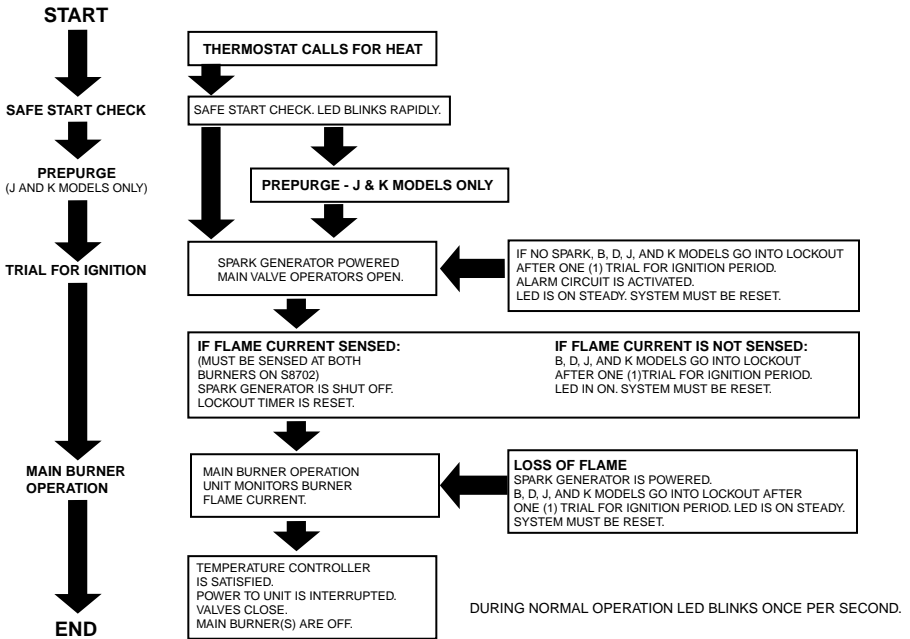 START
THERMOSTAT CALLS FOR HEAT
SAFE START CHECK
SAFE START CHECK. LED BLINKS RAPIDLY.
PREPURGE
(J AND K MODELS ONLY)
PREPURGE - J & K MODELS ONLY
TRIAL FOR IGNITION
SPARK GENERATOR POWERED
MAIN VALVE OPERATORS OPEN.
IF NO SPARK, B, D, J, AND K MODELS GO INTO LOCKOUT
AFTER ONE (1) TRIAL FOR IGNITION PERIOD.
ALARM CIRCUIT IS ACTIVATED.
LED IS ON STEADY. SYSTEM MUST BE RESET.
IF FLAME CURRENT SENSED:
(MUST BE SENSED AT BOTH
BURNERS ON S8702)
SPARK GENERATOR IS SHUT OFF.
LOCKOUT TIMER IS RESET.
IF FLAME CURRENT IS NOT SENSED:
B, D, J, AND K MODELS GO INTO LOCKOUT
AFTER ONE (1)TRIAL FOR IGNITION PERIOD.
LED IN ON. SYSTEM MUST BE RESET.
MAIN BURNER
OPERATION
MAIN BURNER OPERATION
UNIT MONITORS BURNER
FLAME CURRENT.
LOSS OF FLAME
SPARK GENERATOR IS POWERED.
B, D, J, AND K MODELS GO INTO LOCKOUT AFTER
ONE (1) TRIAL FOR IGNITION PERIOD. LED IS ON STEADY.
SYSTEM MUST BE RESET.
TEMPERATURE CONTROLLER
IS SATISFIED.
POWER TO UNIT IS INTERRUPTED.
VALVES CLOSE.
MAIN BURNER(S) ARE OFF.
DURING NORMAL OPERATION LED BLINKS ONCE PER SECOND.
END